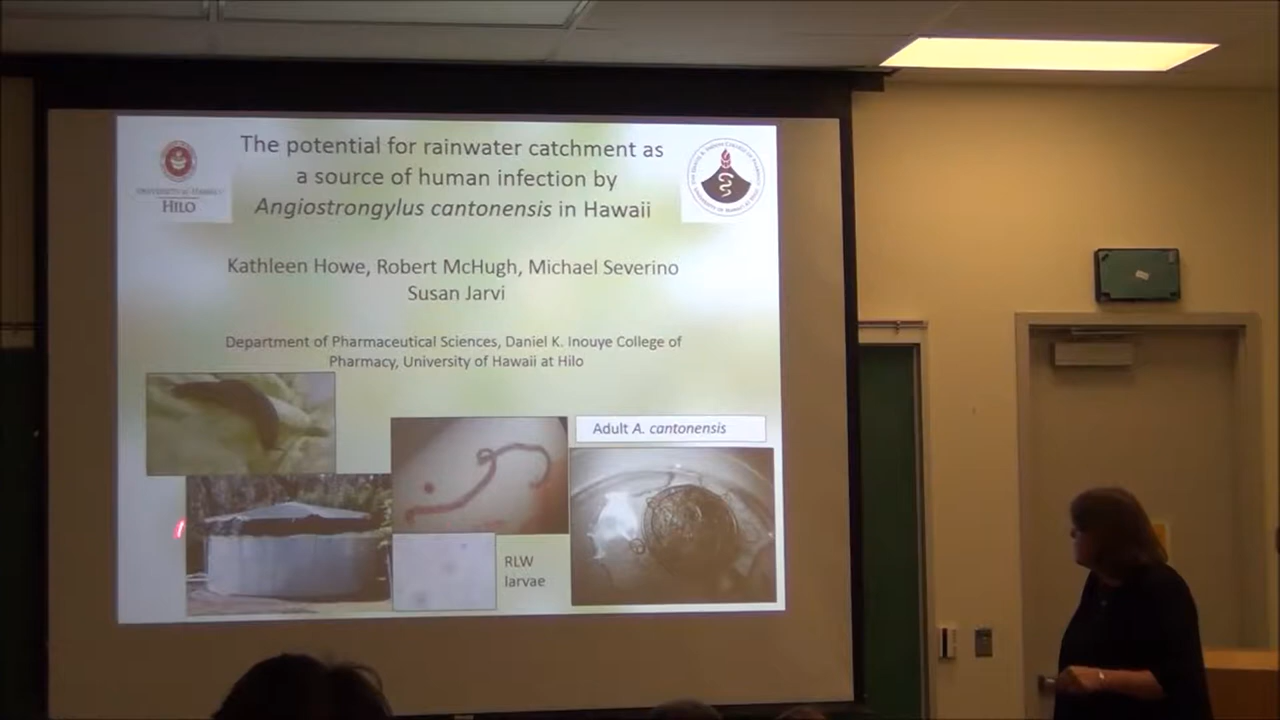 The potential for rainwater catchment as
a source of human infection by
Angiostrongylus cantonensis in Hawaii
UNIVERSITY OF HAWAII
HILO
Kathleen Howe, Robert McHugh, Michael Severino
Susan Jarvi
Department of Pharmaceutical Sciences, Daniel K. Inouye College of
Pharmacy, University of Hawaii at Hilo
Adult A. cantonensis
RLW
larvae